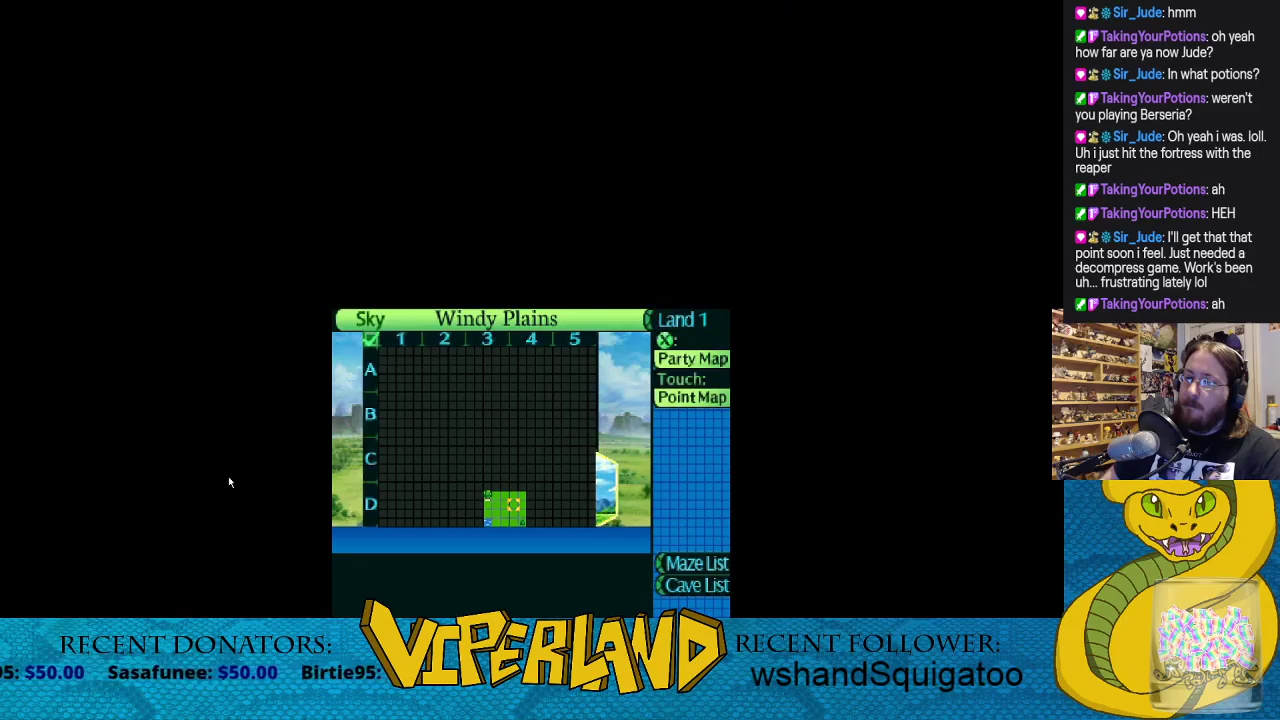 Sir_Jude: hmm
TakingYourPotions: oh yeah
how far are ya now Jude?
Sir_Jude: In what potions?
TakingYourPotions: weren't
you playing Berseria?
Sir_Jude: Oh yeah i was. loll.
Uh i just hit the fortress with the
reaper
TakingYourPotions: ah
TakingYourPotions: HEH
Sir_Jude: I'll get that that
point soon i feel. Just needed a
decompress game. Work's been
uh... frustrating lately lol
TakingYourPotions: ah
Sky Windy Plains Land 1
1 2 3 4 5
X:
Party Map
Touch:
Point Map
A
B
C
D
Maze List
Cave List
RECENT DONATORS:
95: $50.00 Sasafunee: $50.00 Birtie95:
VIPERLAND
RECENT FOLLOWER:
wshandSquigatoo